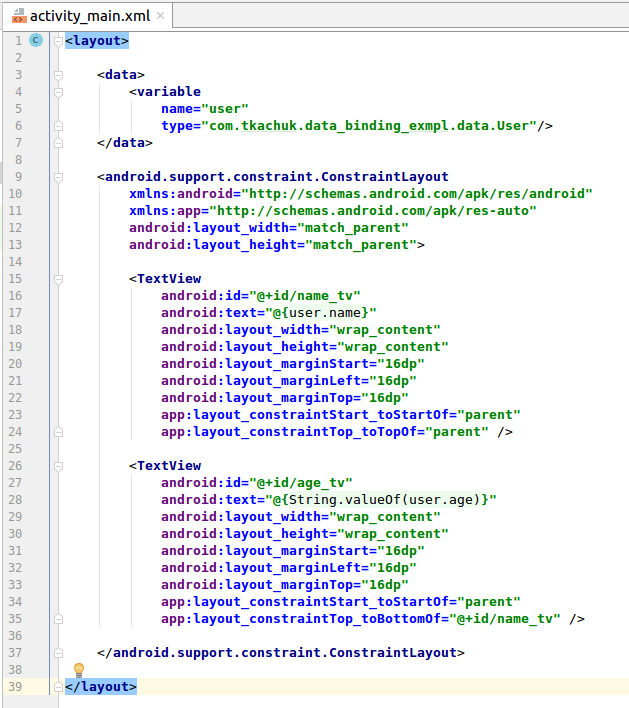 activity_main.xml
1 <layout>
2
3 <data>
4 <variable
5 name="user"
6 type="com.tkachuk.data_binding_exmpl.data.User"/>
7 </data>
8
9 <android.support.constraint.ConstraintLayout
10 xmlns:android="http://schemas.android.com/apk/res/android"
11 xmlns:app="http://schemas.android.com/apk/res-auto"
12 android:layout_width="match_parent"
13 android:layout_height="match_parent">
14
15 <TextView
16 android:id="@+id/name_tv"
17 android:text="@{user.name}"
18 android:layout_width="wrap_content"
19 android:layout_height="wrap_content"
20 android:layout_marginStart="16dp"
21 android:layout_marginLeft="16dp"
22 android:layout_marginTop="16dp"
23 app:layout_constraintStart_toStartOf="parent"
24 app:layout_constraintTop_toTopOf="parent" />
25
26 <TextView
27 android:id="@+id/age_tv"
28 android:text="@{String.valueOf(user.age)}"
29 android:layout_width="wrap_content"
30 android:layout_height="wrap_content"
31 android:layout_marginStart="16dp"
32 android:layout_marginLeft="16dp"
33 android:layout_marginTop="16dp"
34 app:layout_constraintStart_toStartOf="parent"
35 app:layout_constraintTop_toBottomOf="@+id/name_tv" />
36
37 </android.support.constraint.ConstraintLayout>
38
39 </layout>